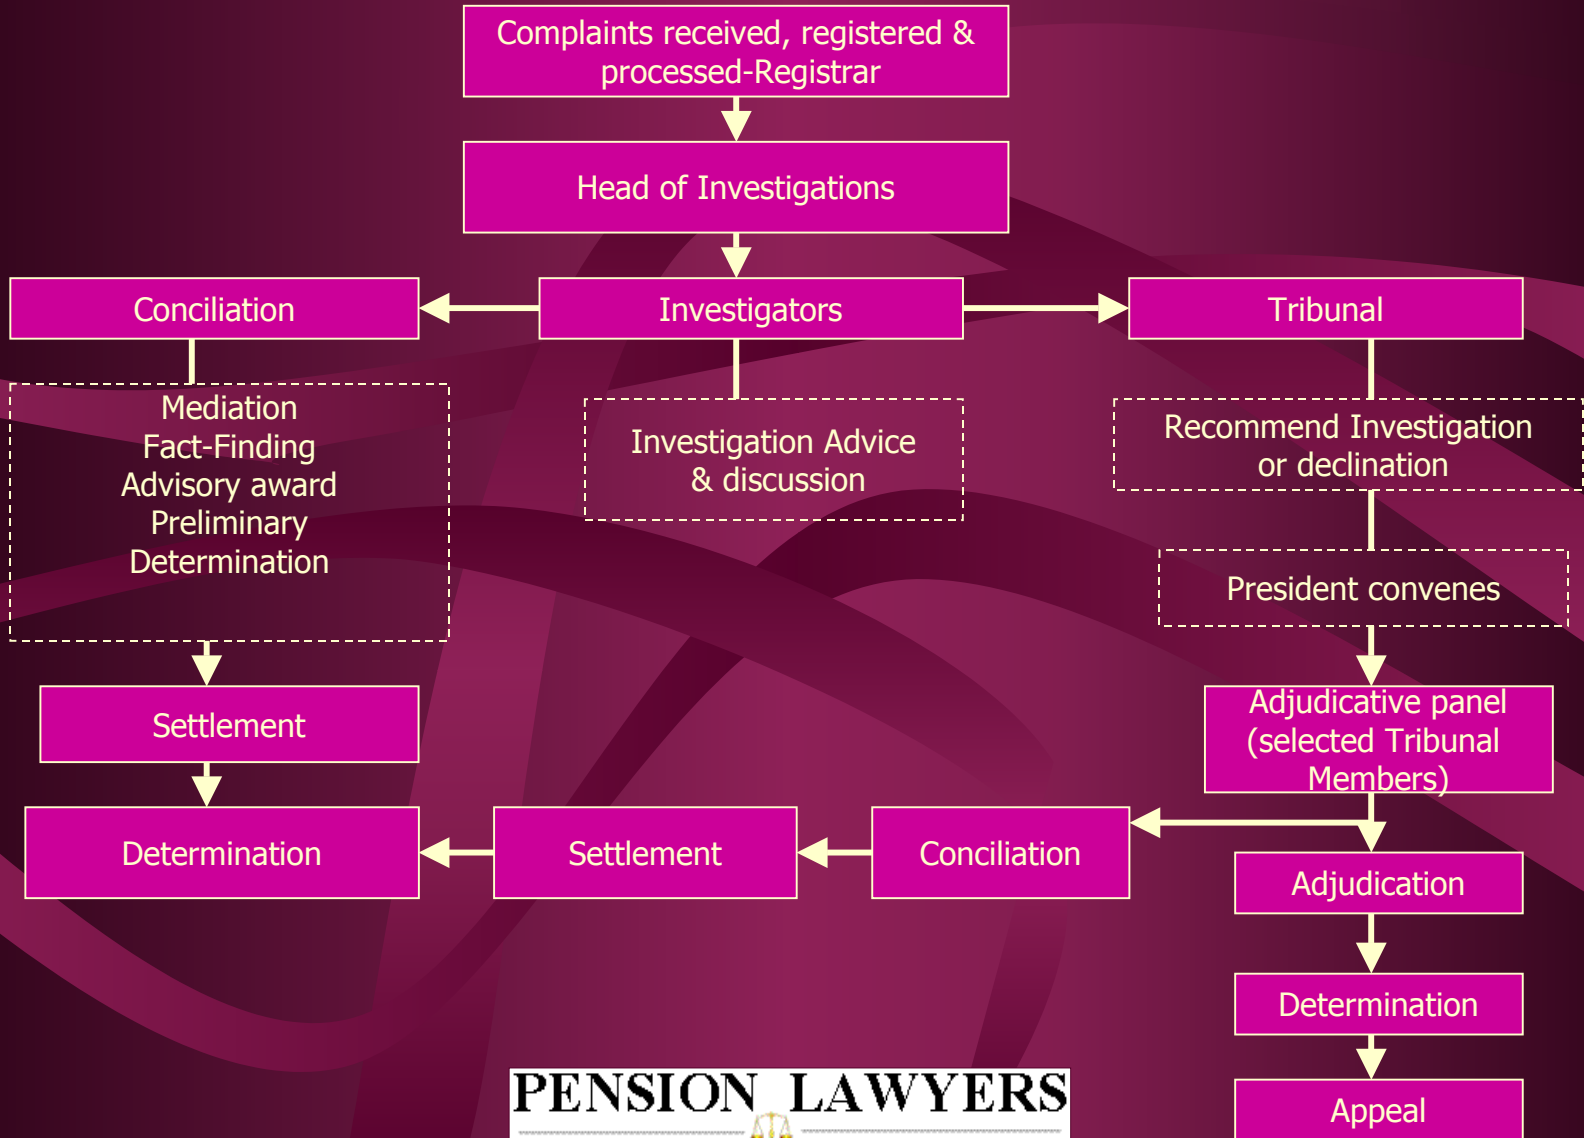 Complaints received, registered &
processed-Registrar
Head of Investigations
Conciliation
Investigators
Tribunal
Mediation
Fact-Finding
Advisory award
Preliminary
Determination
Investigation Advice
& discussion
Recommend Investigation
or declination
President convenes
Settlement
Adjudicative panel
(selected Tribunal
Members)
Determination
Settlement
Conciliation
Adjudication
Determination
Appeal
PENSION LAWYERS